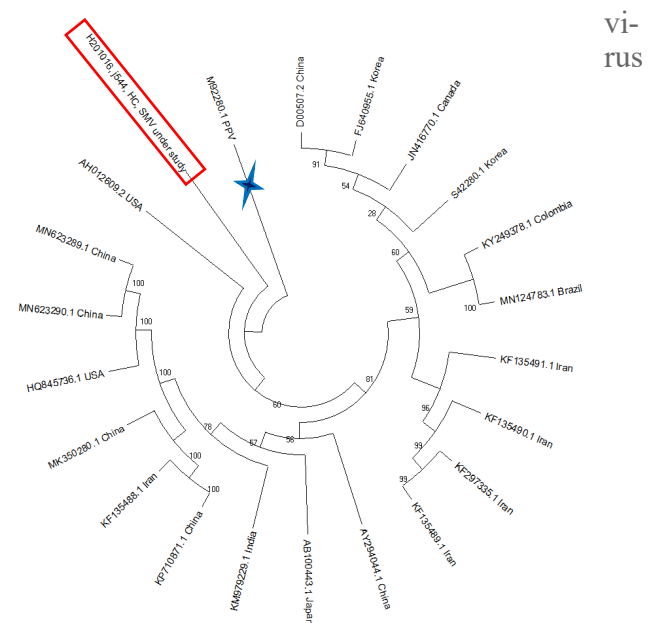 vi-
rus
H201016, j544, HC, SMV under study
M92280.1 PPV
D00507.2 China
FJ640955.1 Korea
JN416770.1 Canada
S42280.1 Korea
KY249378.1 Colombia
MN124783.1 Brazil
KF135491.1 Iran
KF135490.1 Iran
KF297335.1 Iran
KF135489.1 Iran
AY294044.1 China
AB100443.1 Japan
KM979229.1 India
KP710871.1 China
KF135488.1 Iran
MK350280.1 China
HQ845736.1 USA
MN623290.1 China
MN623289.1 China
AH012609.2 USA
91
54
28
60
100
59
96
99
99
81
60
56
57
78
100
100
100
100
100